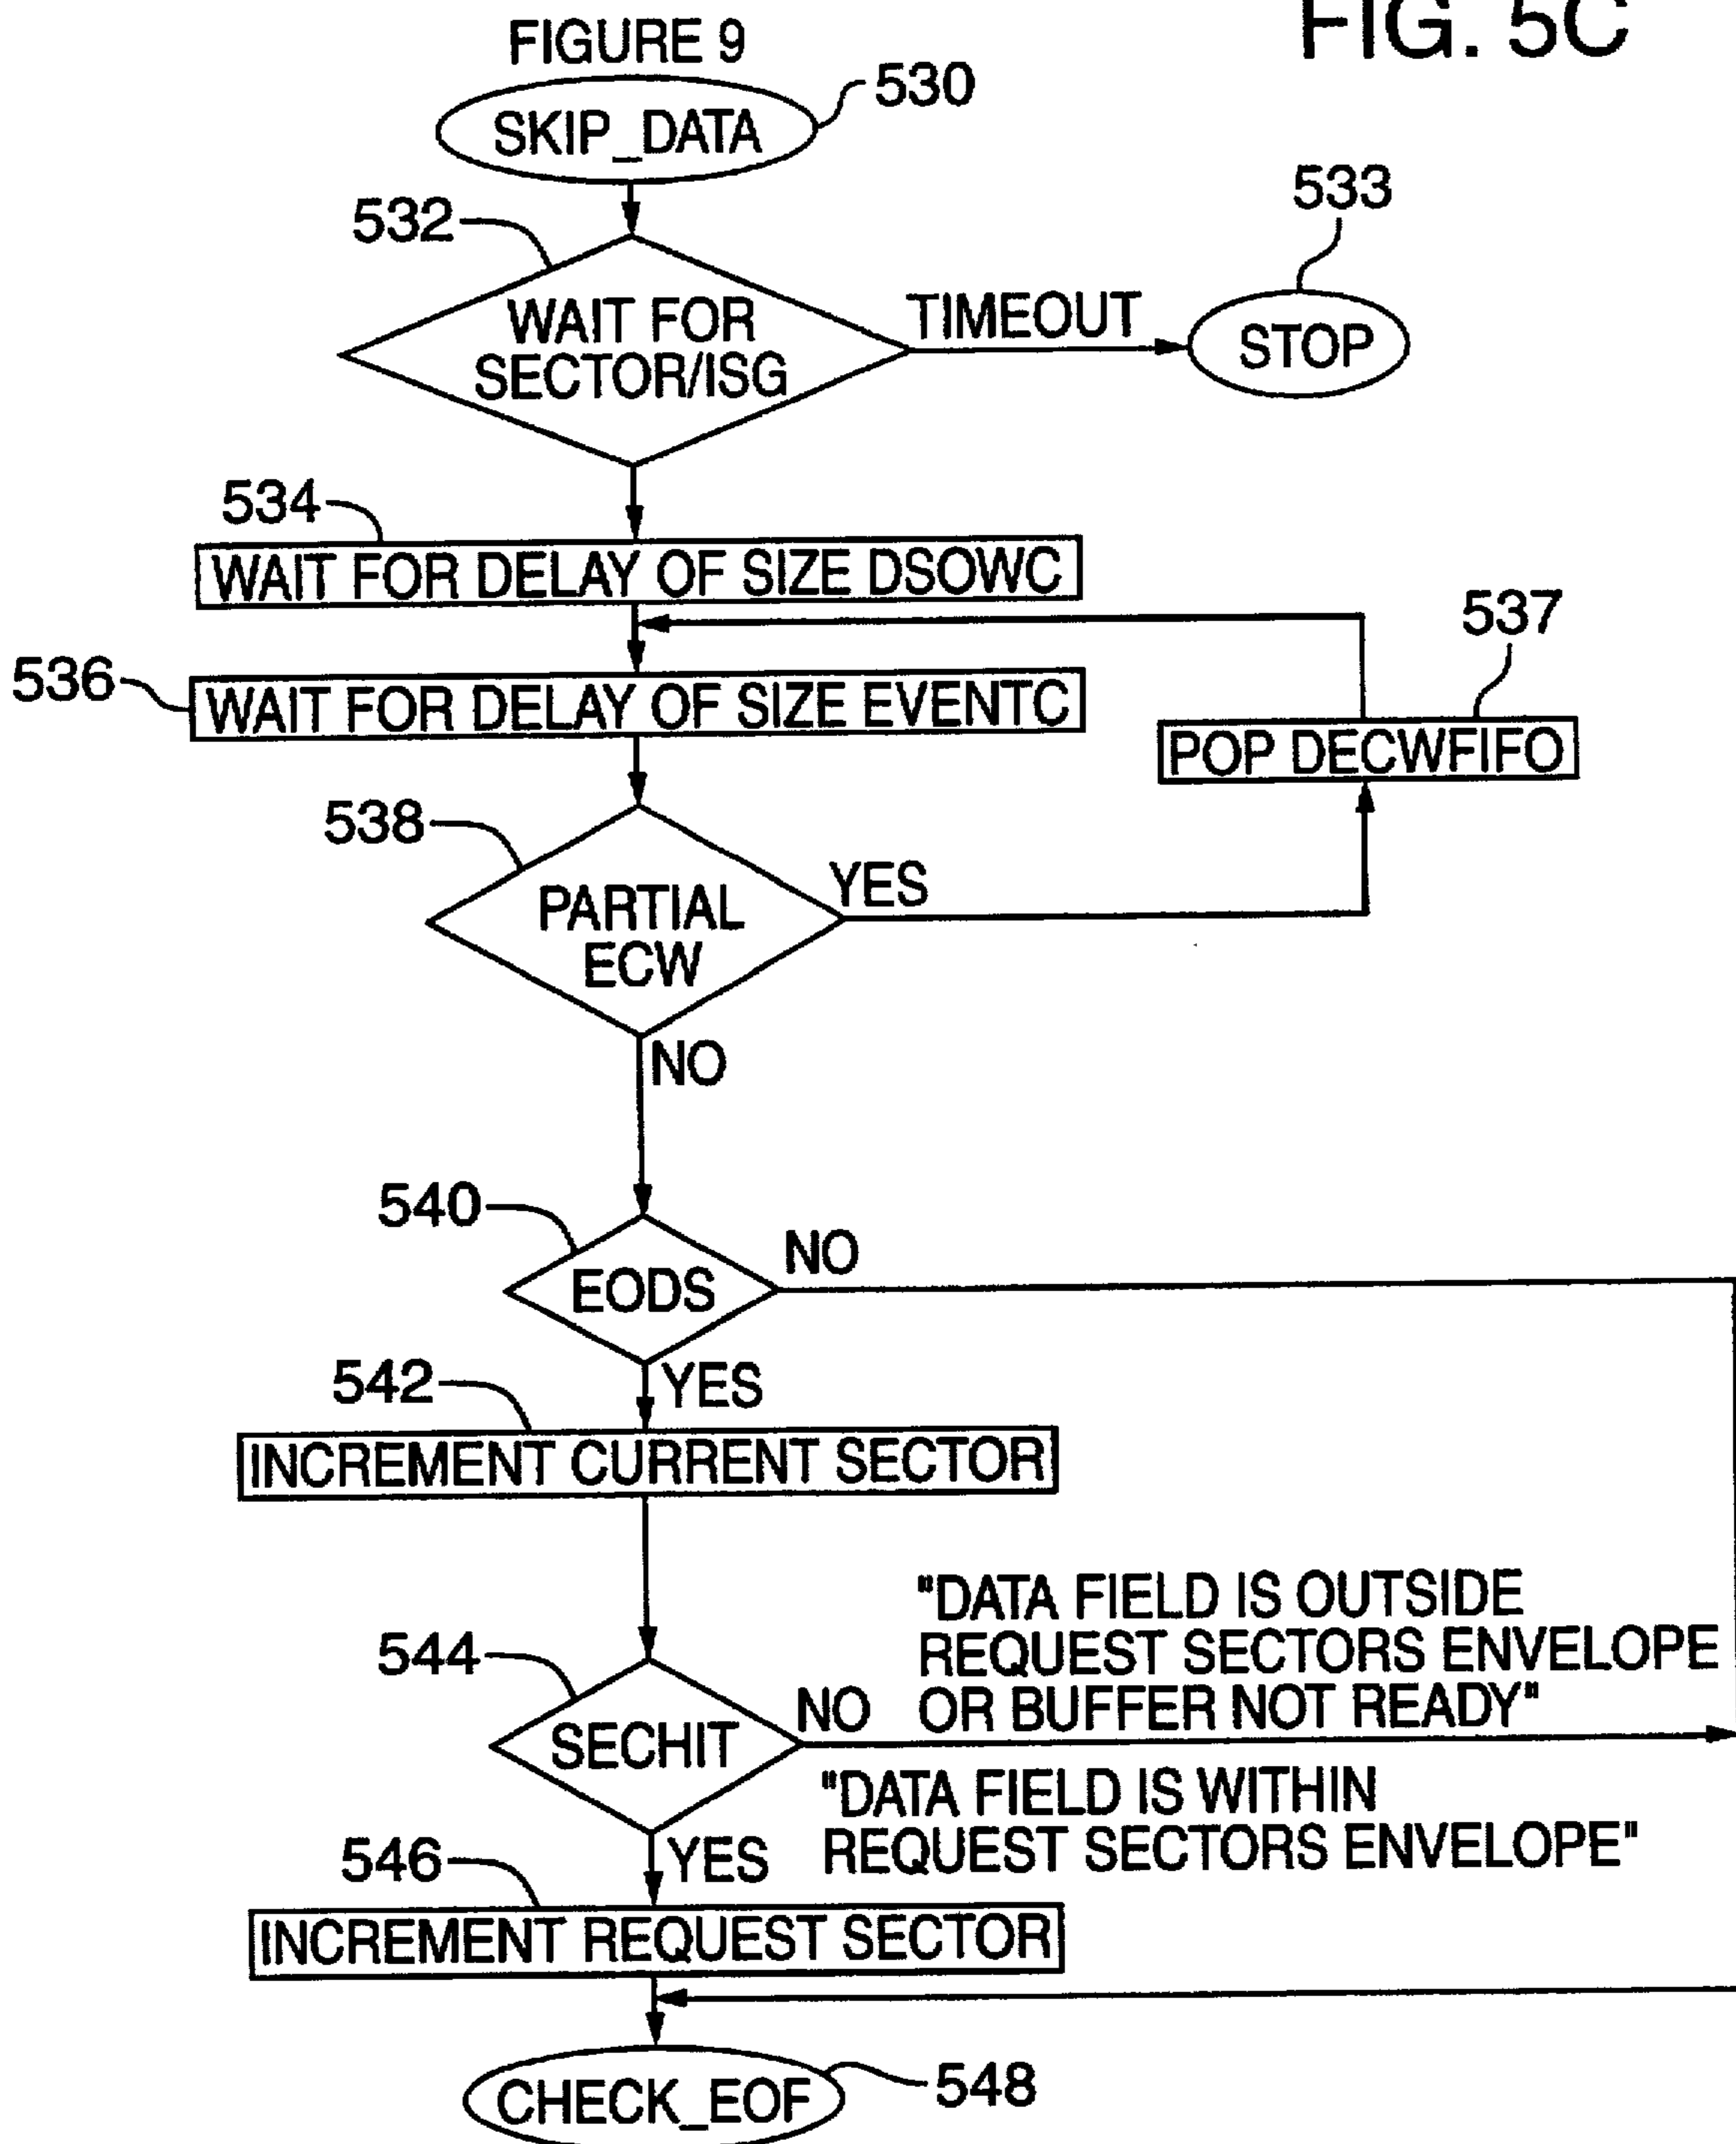 FIG. 5C
FIGURE 9
SKIP_DATA
530
532
WAIT FOR
SECTOR/ISG
TIMEOUT
STOP
533
534
WAIT FOR DELAY OF SIZE DSOWC
536
WAIT FOR DELAY OF SIZE EVENTC
537
POP DECWFIFO
538
PARTIAL
ECW
YES
NO
540
EODS
NO
YES
542
INCREMENT CURRENT SECTOR
544
SECHIT
NO
"DATA FIELD IS OUTSIDE
REQUEST SECTORS ENVELOPE
OR BUFFER NOT READY"
YES
"DATA FIELD IS WITHIN
REQUEST SECTORS ENVELOPE"
546
INCREMENT REQUEST SECTOR
CHECK_EOF
548